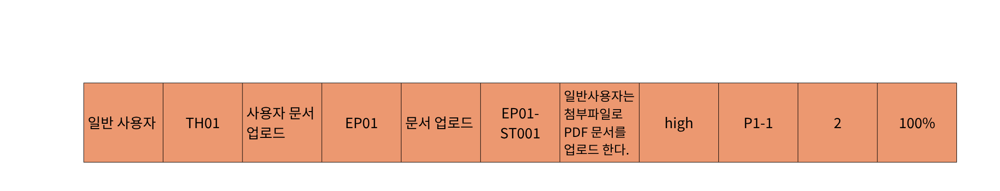 일반 사용자
TH01
사용자 문서
업로드
EP01
문서 업로드
EP01-
ST001
일반사용자는
첨부파일로
PDF 문서를
업로드 한다.
high
P1-1
2
100%